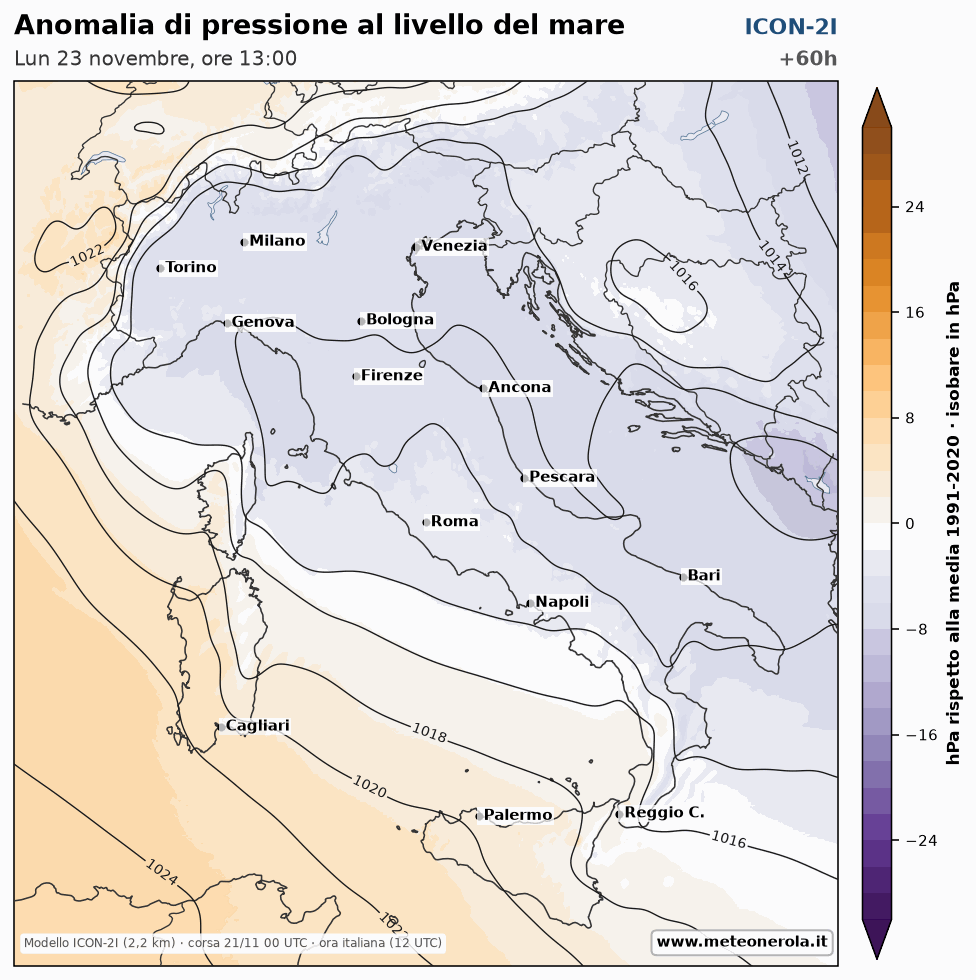 Anomalia di pressione al livello del mare
ICON-2I
Lun 23 novembre, ore 13:00
+60h
1012
1022
Milano
Venezia
1014
Torino
1016
24
16
8
0
−8
−16
−24
hPa rispetto alla media 1991-2020 · isobare in hPa
Genova
Bologna
Firenze
Ancona
Pescara
Roma
Bari
Napoli
Cagliari
1018
1020
Palermo
Reggio C.
1016
1024
Modello ICON-2I (2,2 km) · corsa 21/11 00 UTC · ora italiana (12 UTC)
www.meteonerola.it